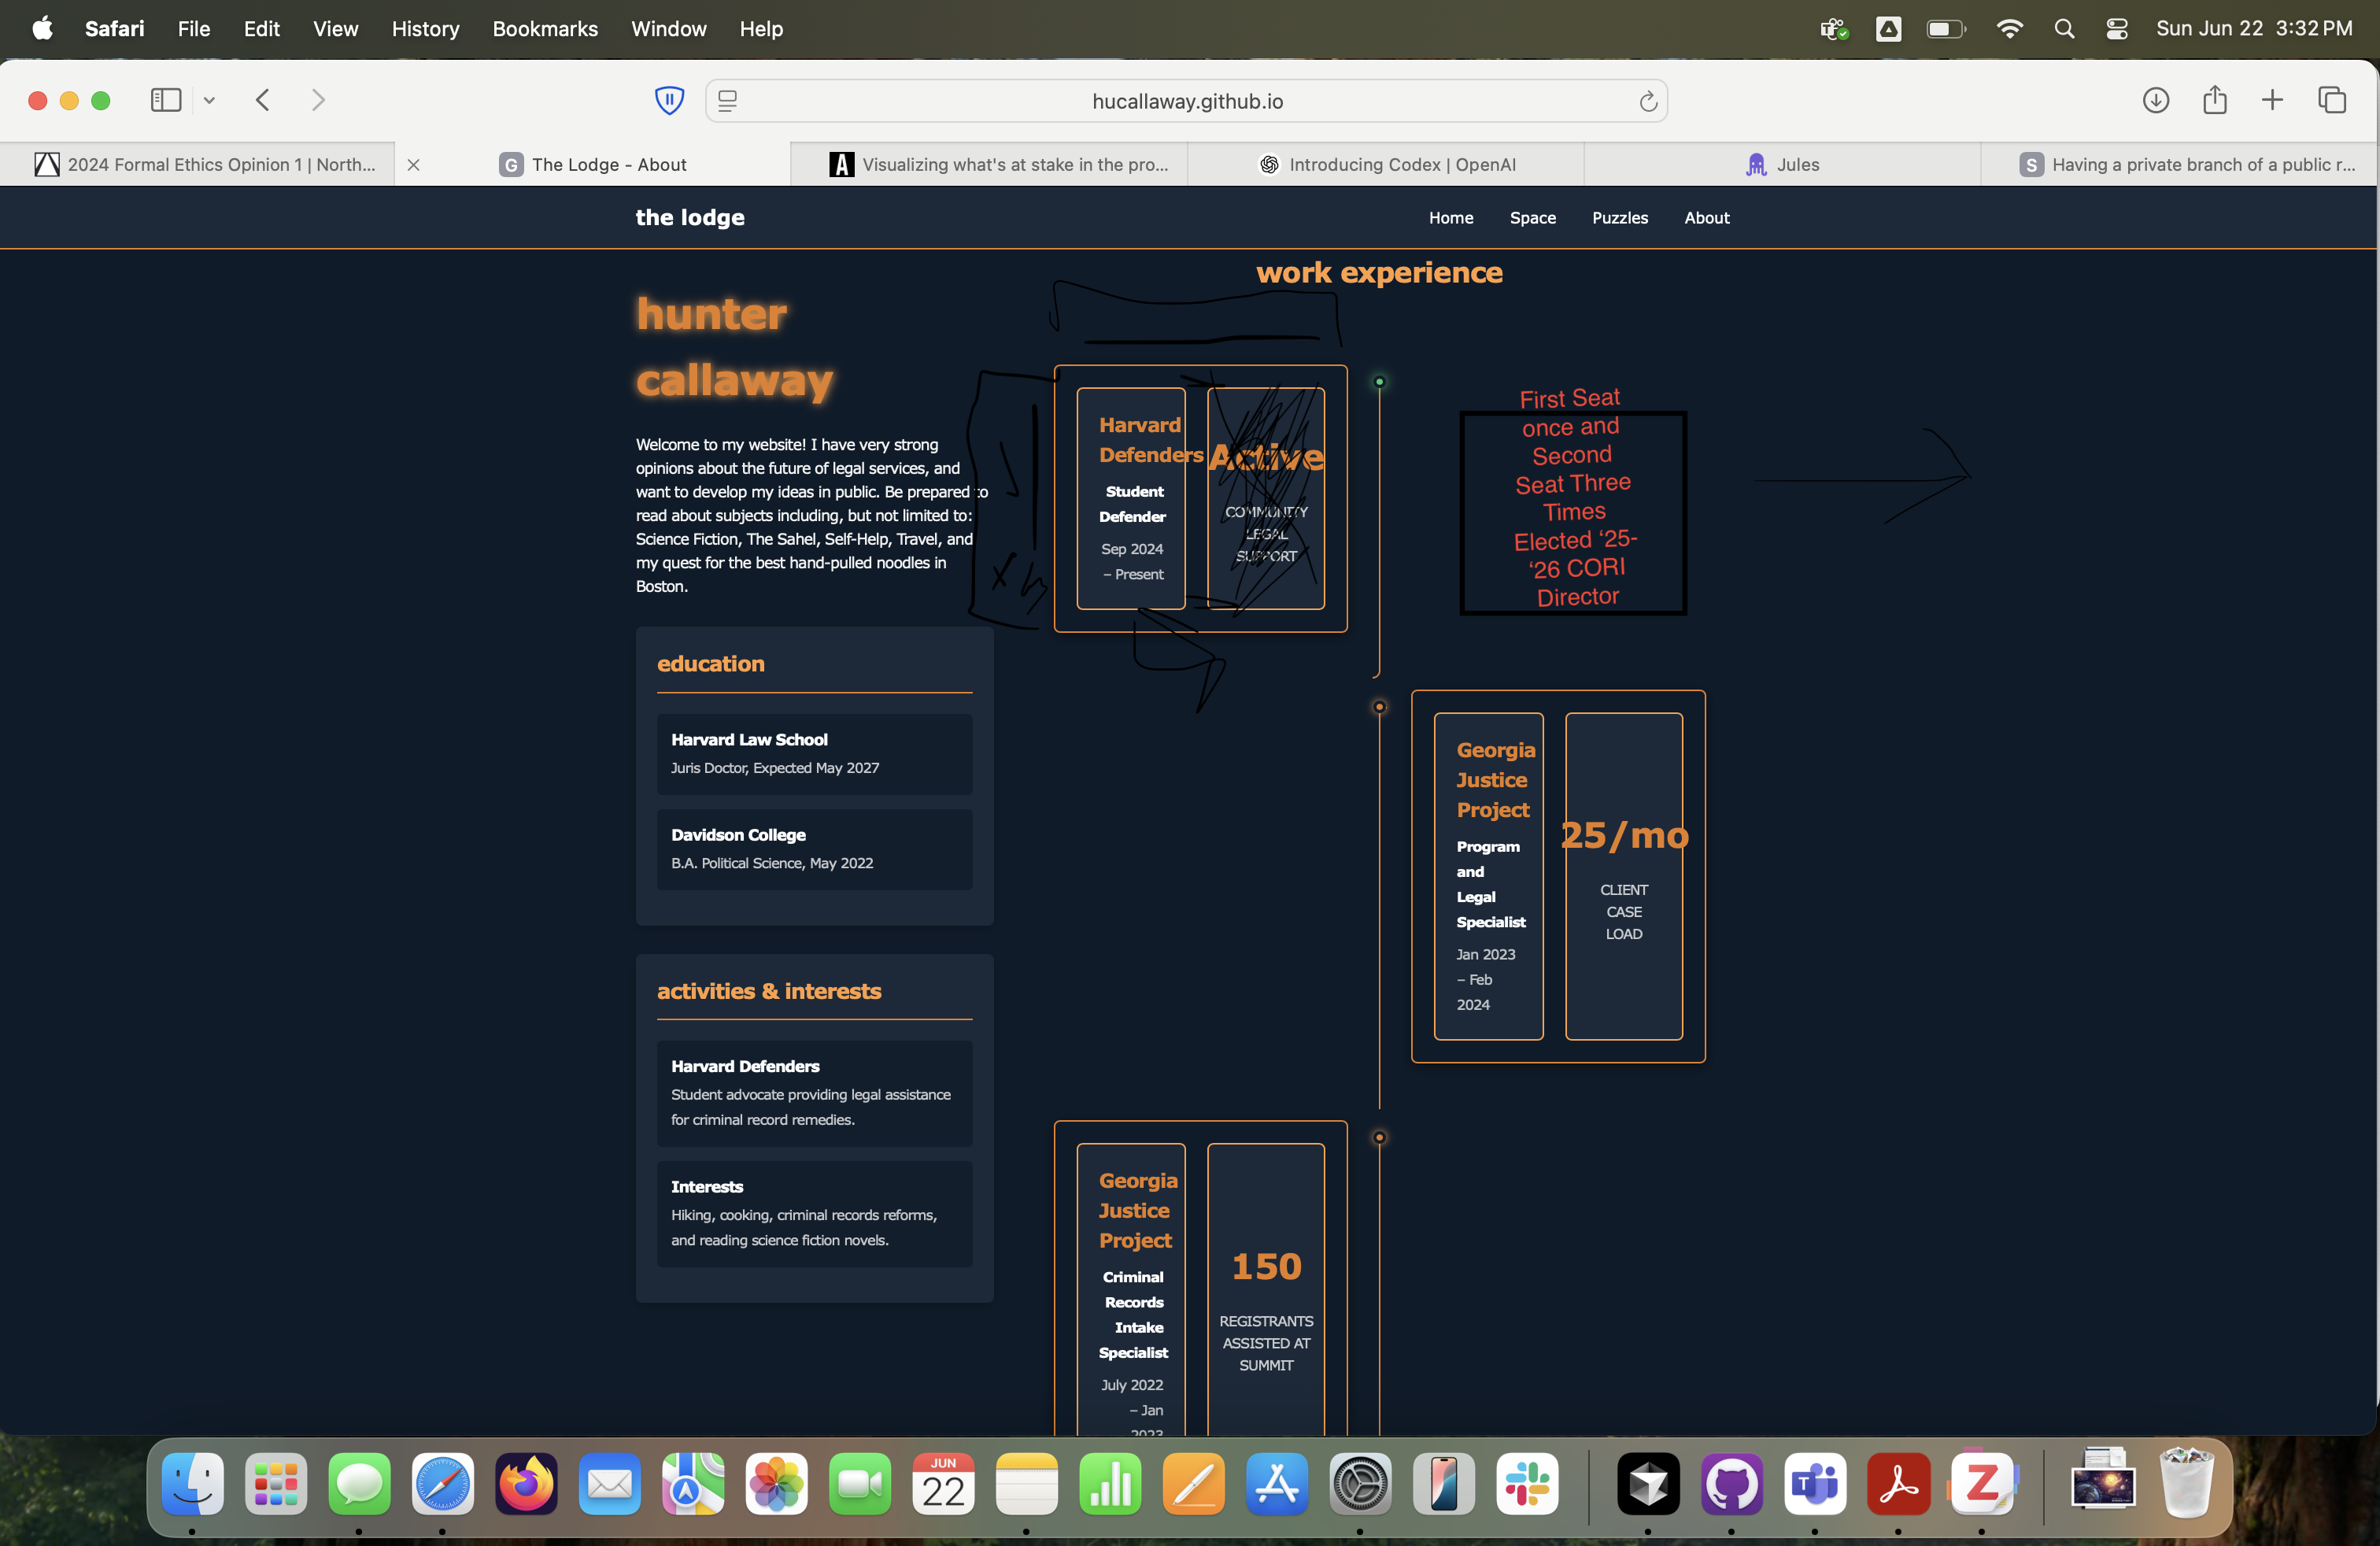 Safari File Edit View History Bookmarks Window Help
Sun Jun 22 3:32 PM
hucallaway.github.io
2024 Formal Ethics Opinion 1 | North...
The Lodge - About
Visualizing what's at stake in the pro...
Introducing Codex | OpenAI
Jules
Having a private branch of a public r...
the lodge
Home Space Puzzles About
hunter
callaway
Welcome to my website! I have very strong
opinions about the future of legal services, and
want to develop my ideas in public. Be prepared to
read about subjects including, but not limited to:
Science Fiction, The Sahel, Self-Help, Travel, and
my quest for the best hand-pulled noodles in
Boston.
education
Harvard Law School
Juris Doctor, Expected May 2027
Davidson College
B.A. Political Science, May 2022
activities & interests
Harvard Defenders
Student advocate providing legal assistance
for criminal record remedies.
Interests
Hiking, cooking, criminal records reforms,
and reading science fiction novels.
work experience
Harvard
Defenders
Student
Defender
Sep 2024
– Present
Active
COMMUNITY
LEGAL
SUPPORT
First Seat
once and
Second
Seat Three
Times
Elected ‘25-
‘26 CORI
Director
Georgia
Justice
Project
Program
and
Legal
Specialist
Jan 2023
– Feb
2024
25/mo
CLIENT
CASE
LOAD
Georgia
Justice
Project
Criminal
Records
Intake
Specialist
July 2022
– Jan
2023
150
REGISTRANTS
ASSISTED AT
SUMMIT
JUN
22